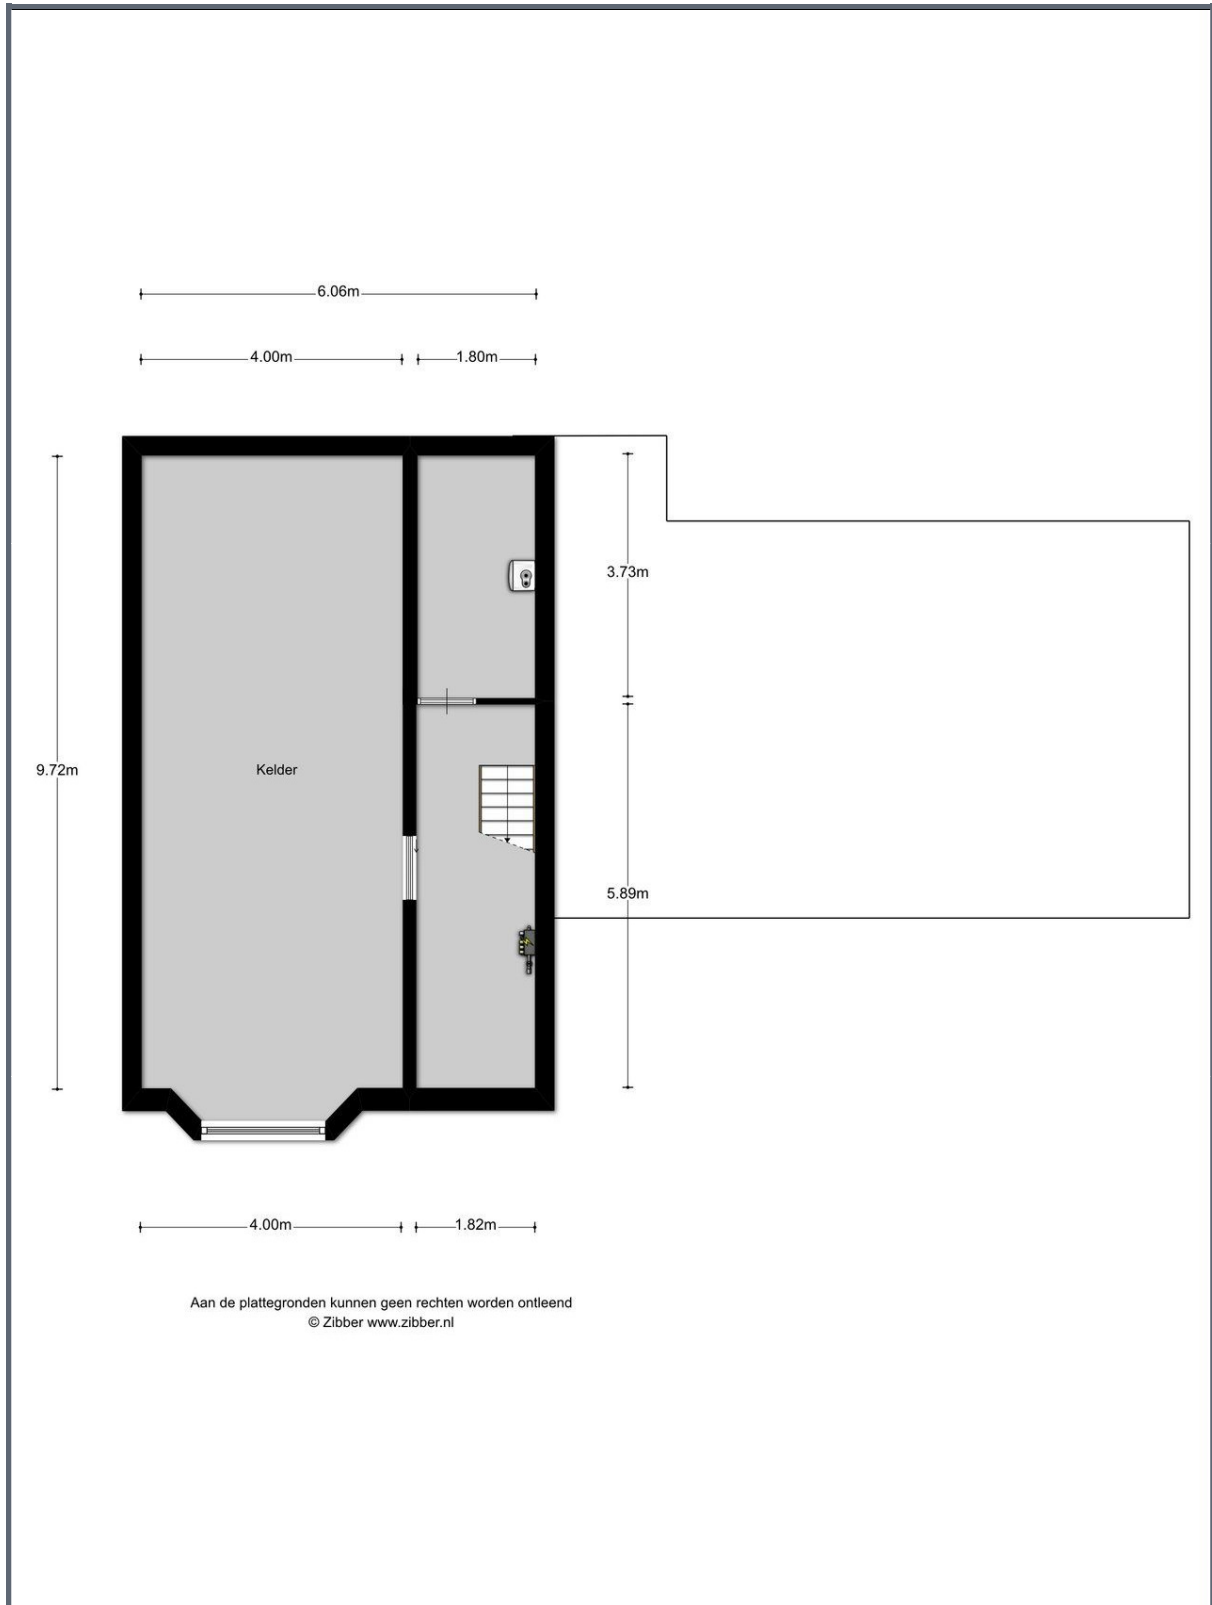 6.06m
4.00m
1.80m
3.73m
9.72m
Kelder
5.89m
4.00m
1.82m
Aan de plattegronden kunnen geen rechten worden ontleend
© Zibber www.zibber.nl